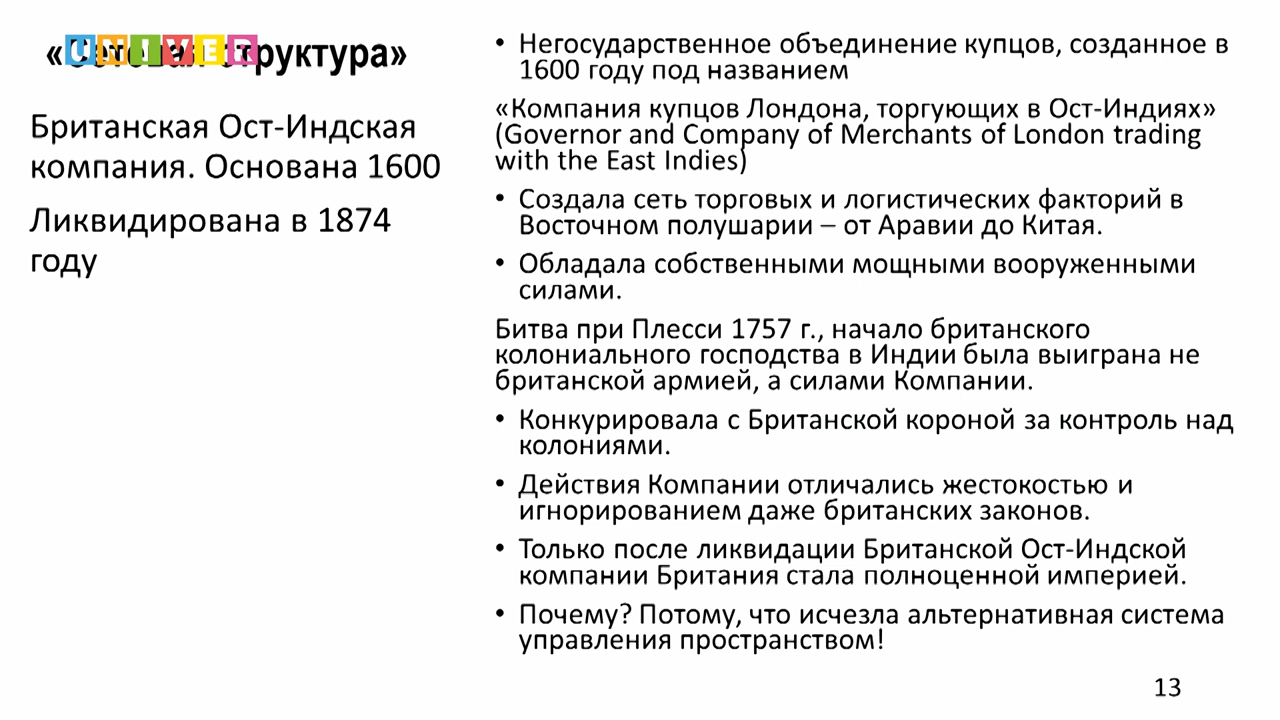 «Сетевая структура»
UNIVER
Британская Ост-Индская
компания. Основана 1600
Ликвидирована в 1874
году
• Негосударственное объединение купцов, созданное в
1600 году под названием
«Компания купцов Лондона, торгующих в Ост-Индиях»
(Governor and Company of Merchants of London trading
with the East Indies)
• Создала сеть торговых и логистических факторий в
Восточном полушарии – от Аравии до Китая.
• Обладала собственными мощными вооруженными
силами.
Битва при Плесси 1757 г., начало британского
колониального господства в Индии была выиграна не
британской армией, а силами Компании.
• Конкурировала с Британской короной за контроль над
колониями.
• Действия Компании отличались жестокостью и
игнорированием даже британских законов.
• Только после ликвидации Британской Ост-Индской
компании Британия стала полноценной империей.
• Почему? Потому, что исчезла альтернативная система
управления пространством!
13